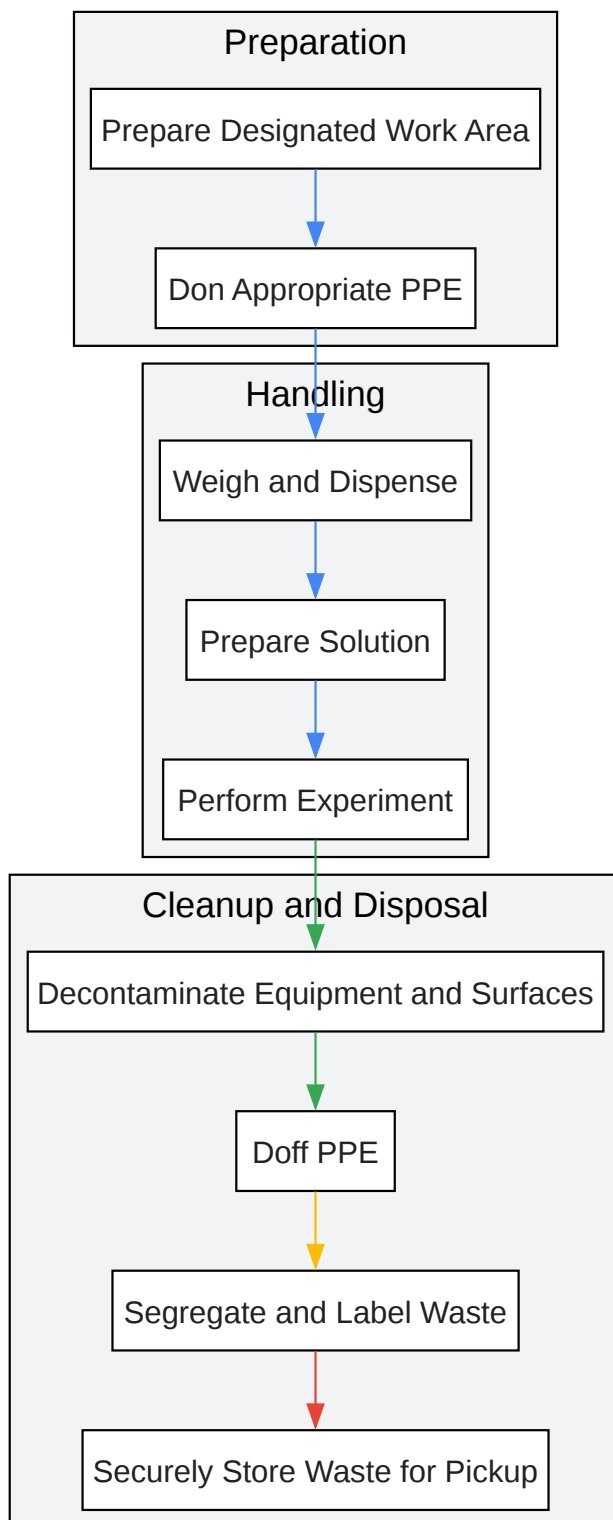 Preparation
Prepare Designated Work Area
Don Appropriate PPE
Handling
Weigh and Dispense
Prepare Solution
Perform Experiment
Cleanup and Disposal
Decontaminate Equipment and Surfaces
Doff PPE
Segregate and Label Waste
Securely Store Waste for Pickup